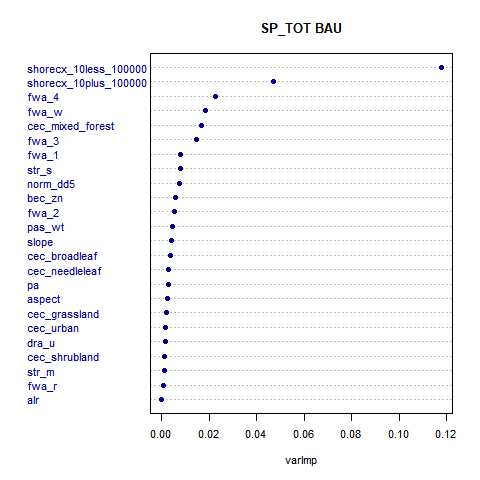 SP_TOT BAU
shorecx_10less_100000
shorecx_10plus_100000
fwa_4
fwa_w
cec_mixed_forest
fwa_3
fwa_1
str_s
norm_dd5
bec_zn
fwa_2
pas_wt
slope
cec_broadleaf
cec_needleleaf
pa
aspect
cec_grassland
cec_urban
dra_u
cec_shrubland
str_m
fwa_r
alr
0.00 0.02 0.04 0.06 0.08 0.10 0.12
varImp